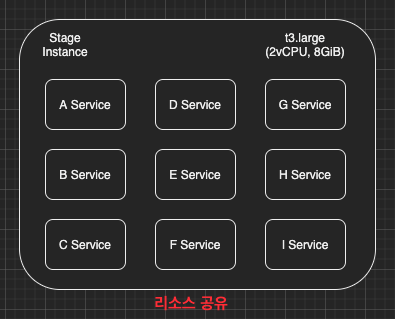 Stage
Instance
t3.large
(2vCPU, 8GiB)
A Service
D Service
G Service
B Service
E Service
H Service
C Service
F Service
I Service
리소스 공유